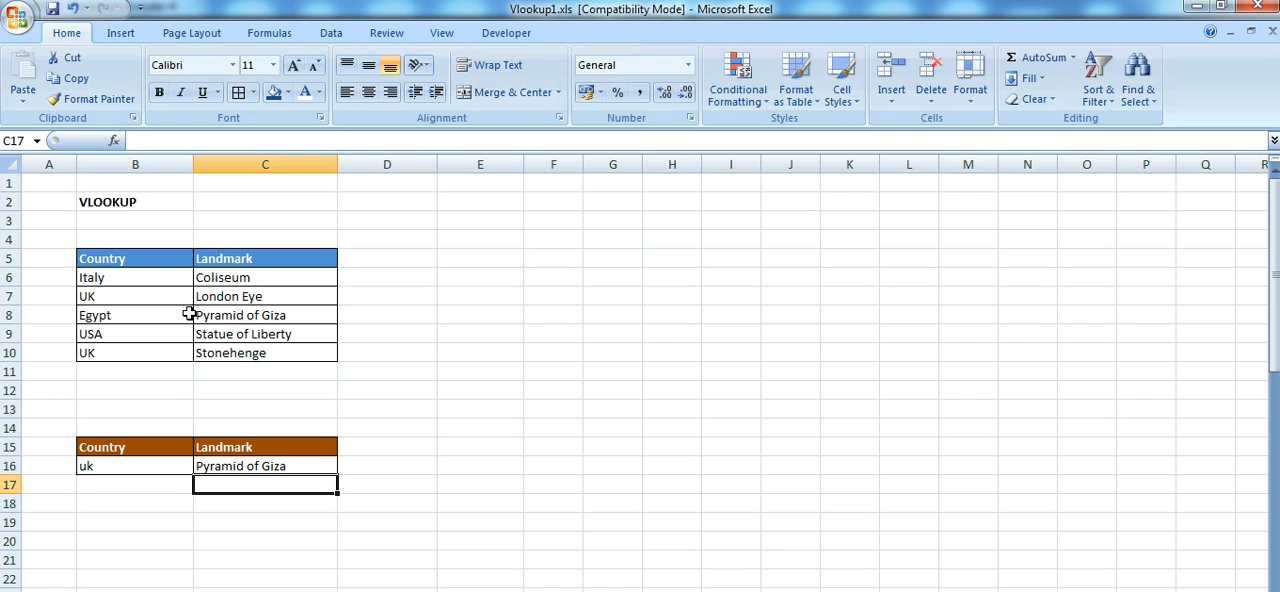 Vlookup1.xls [Compatibility Mode] - Microsoft Excel
Home Insert Page Layout Formulas Data Review View Developer
Cut
Copy
Format Painter
Paste
Clipboard
Calibri 11
B I U
Font
Wrap Text
Merge & Center
Alignment
General
Number
Conditional Formatting
Format as Table
Cell Styles
Styles
Insert Delete Format
Cells
AutoSum
Fill
Clear
Sort & Filter
Find & Select
Editing
C17 fx
A B C D E F G H I J K L M N O P Q R
1
2 VLOOKUP
3
4
5 Country Landmark
6 Italy Coliseum
7 UK London Eye
8 Egypt Pyramid of Giza
9 USA Statue of Liberty
10 UK Stonehenge
11
12
13
14
15 Country Landmark
16 uk Pyramid of Giza
17
18
19
20
21
22